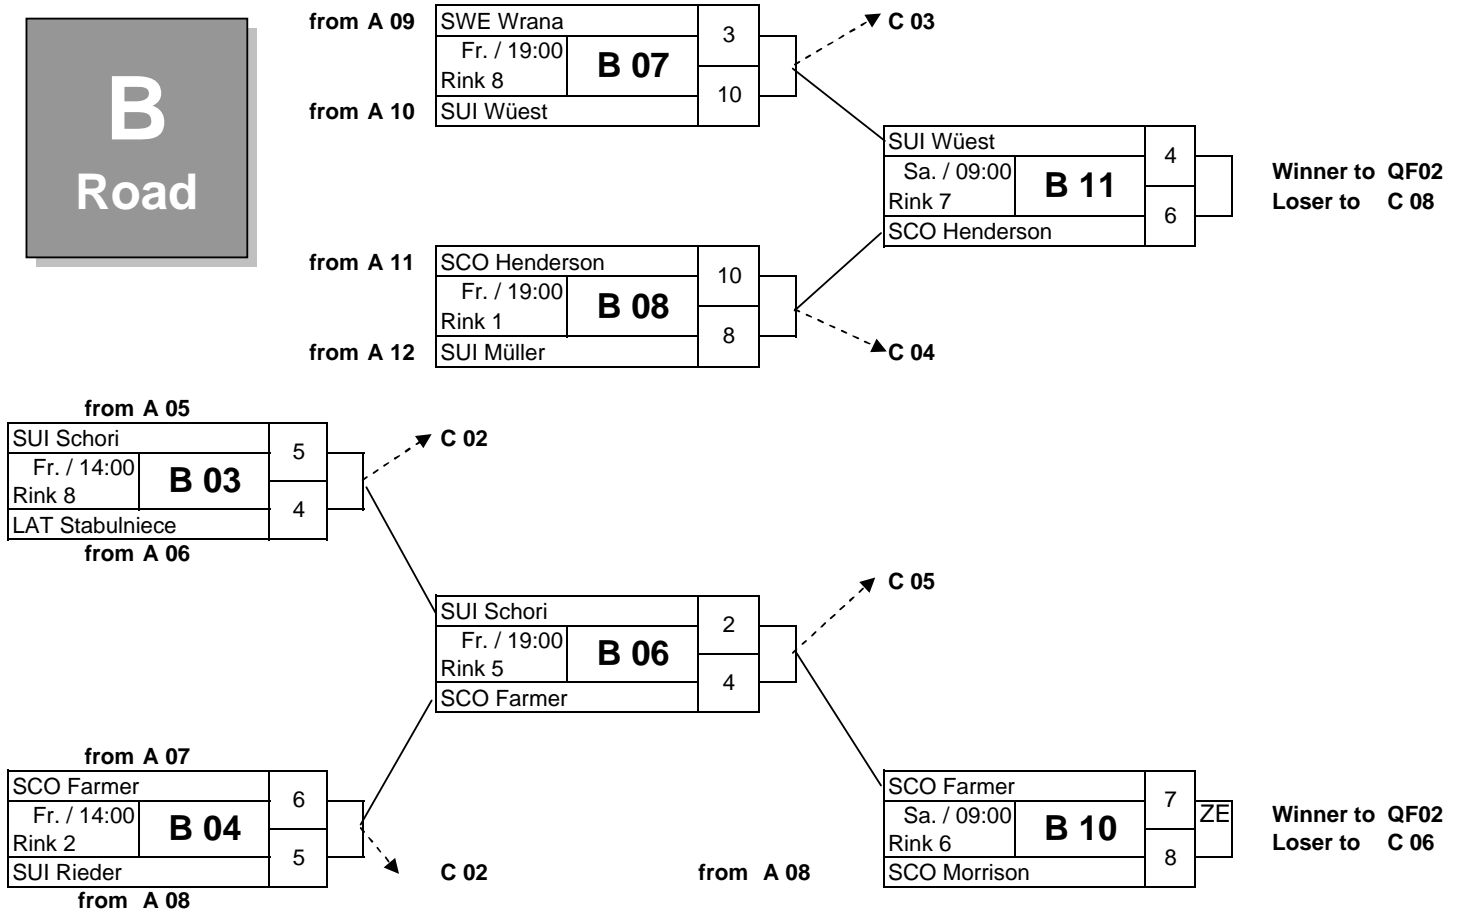 B
Road
from A 09
SWE Wrana
3
Fr. / 19:00
Rink 8
B 07
10
from A 10
SUI Wüest
C 03
SUI Wüest
4
Sa. / 09:00
Rink 7
B 11
6
SCO Henderson
Winner to QF02
Loser to C 08
from A 11
SCO Henderson
10
Fr. / 19:00
Rink 1
B 08
8
from A 12
SUI Müller
C 04
from A 05
SUI Schori
5
Fr. / 14:00
Rink 8
B 03
4
LAT Stabulniece
from A 06
C 02
SUI Schori
2
Fr. / 19:00
Rink 5
B 06
4
SCO Farmer
C 05
from A 07
SCO Farmer
6
Fr. / 14:00
Rink 2
B 04
5
SUI Rieder
from A 08
C 02
from A 08
SCO Farmer
7
Sa. / 09:00
Rink 6
B 10
8
SCO Morrison
ZE
Winner to QF02
Loser to C 06